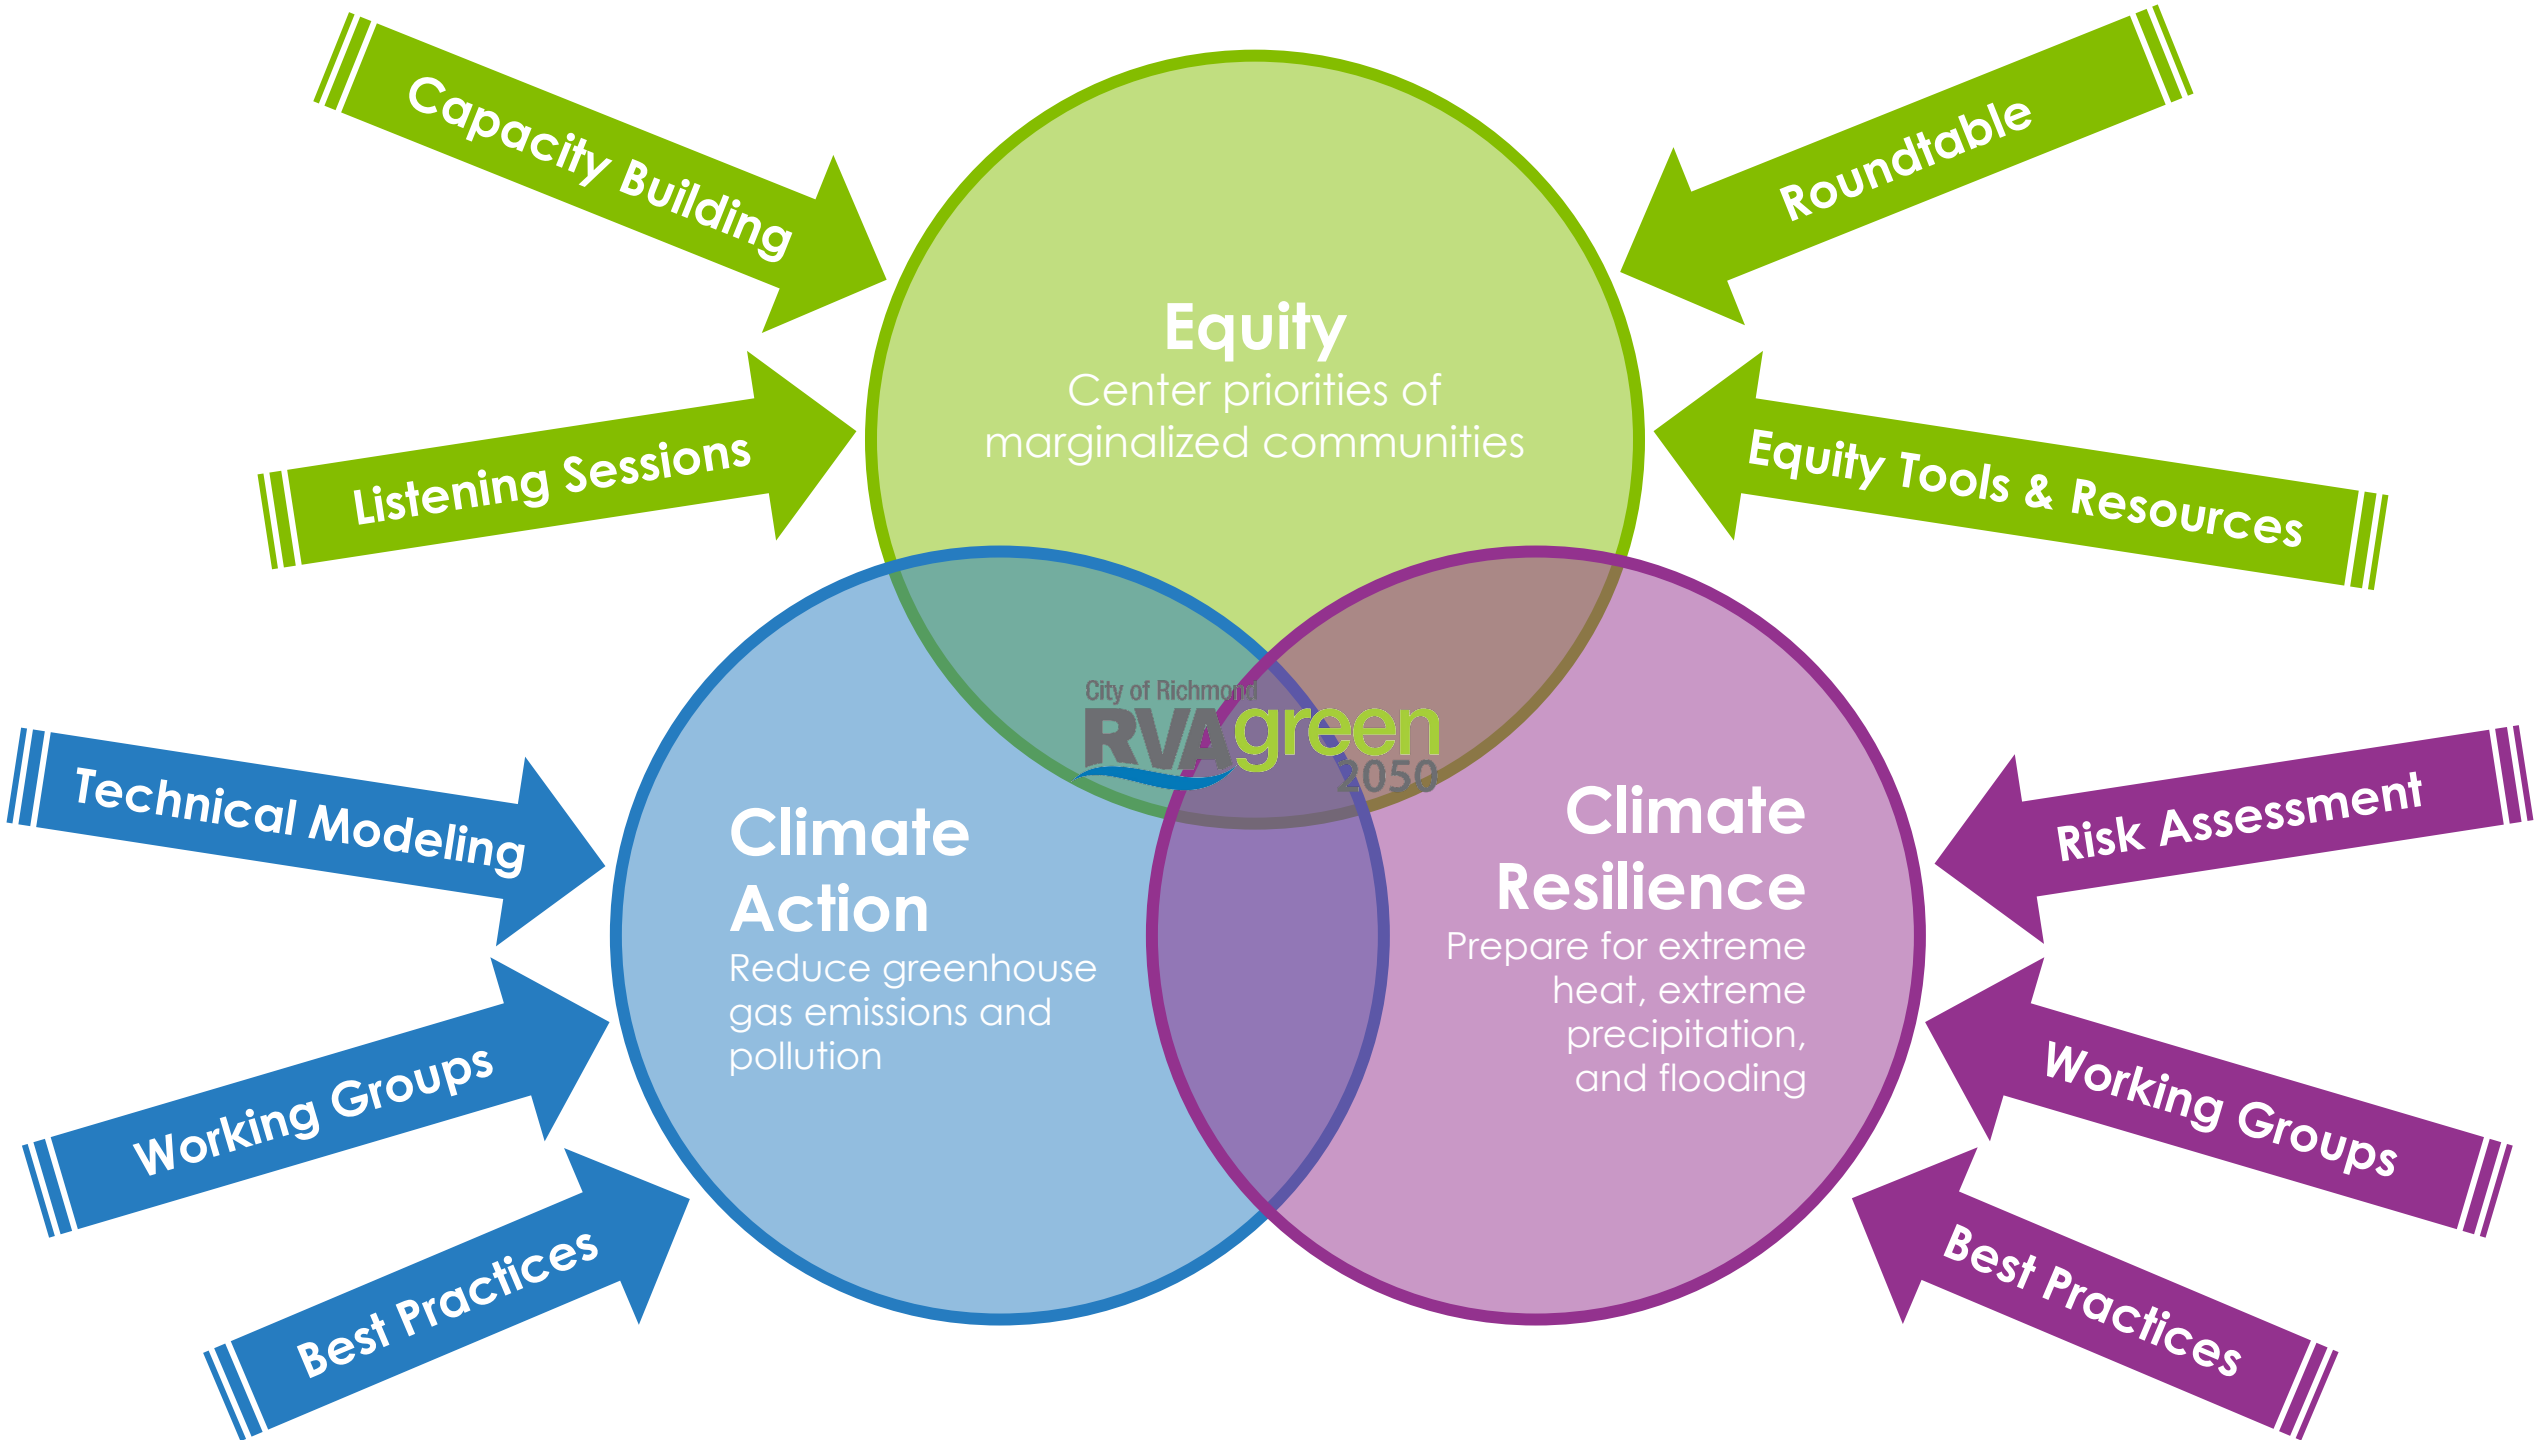 Capacity Building
Roundtable
Listening Sessions
Equity Tools & Resources
Equity
Center priorities of
marginalized communities
City of Richmond
RVAgreen
2050
Technical Modeling
Working Groups
Best Practices
Climate
Action
Reduce greenhouse
gas emissions and
pollution
Climate
Resilience
Prepare for extreme
heat, extreme
precipitation,
and flooding
Risk Assessment
Working Groups
Best Practices